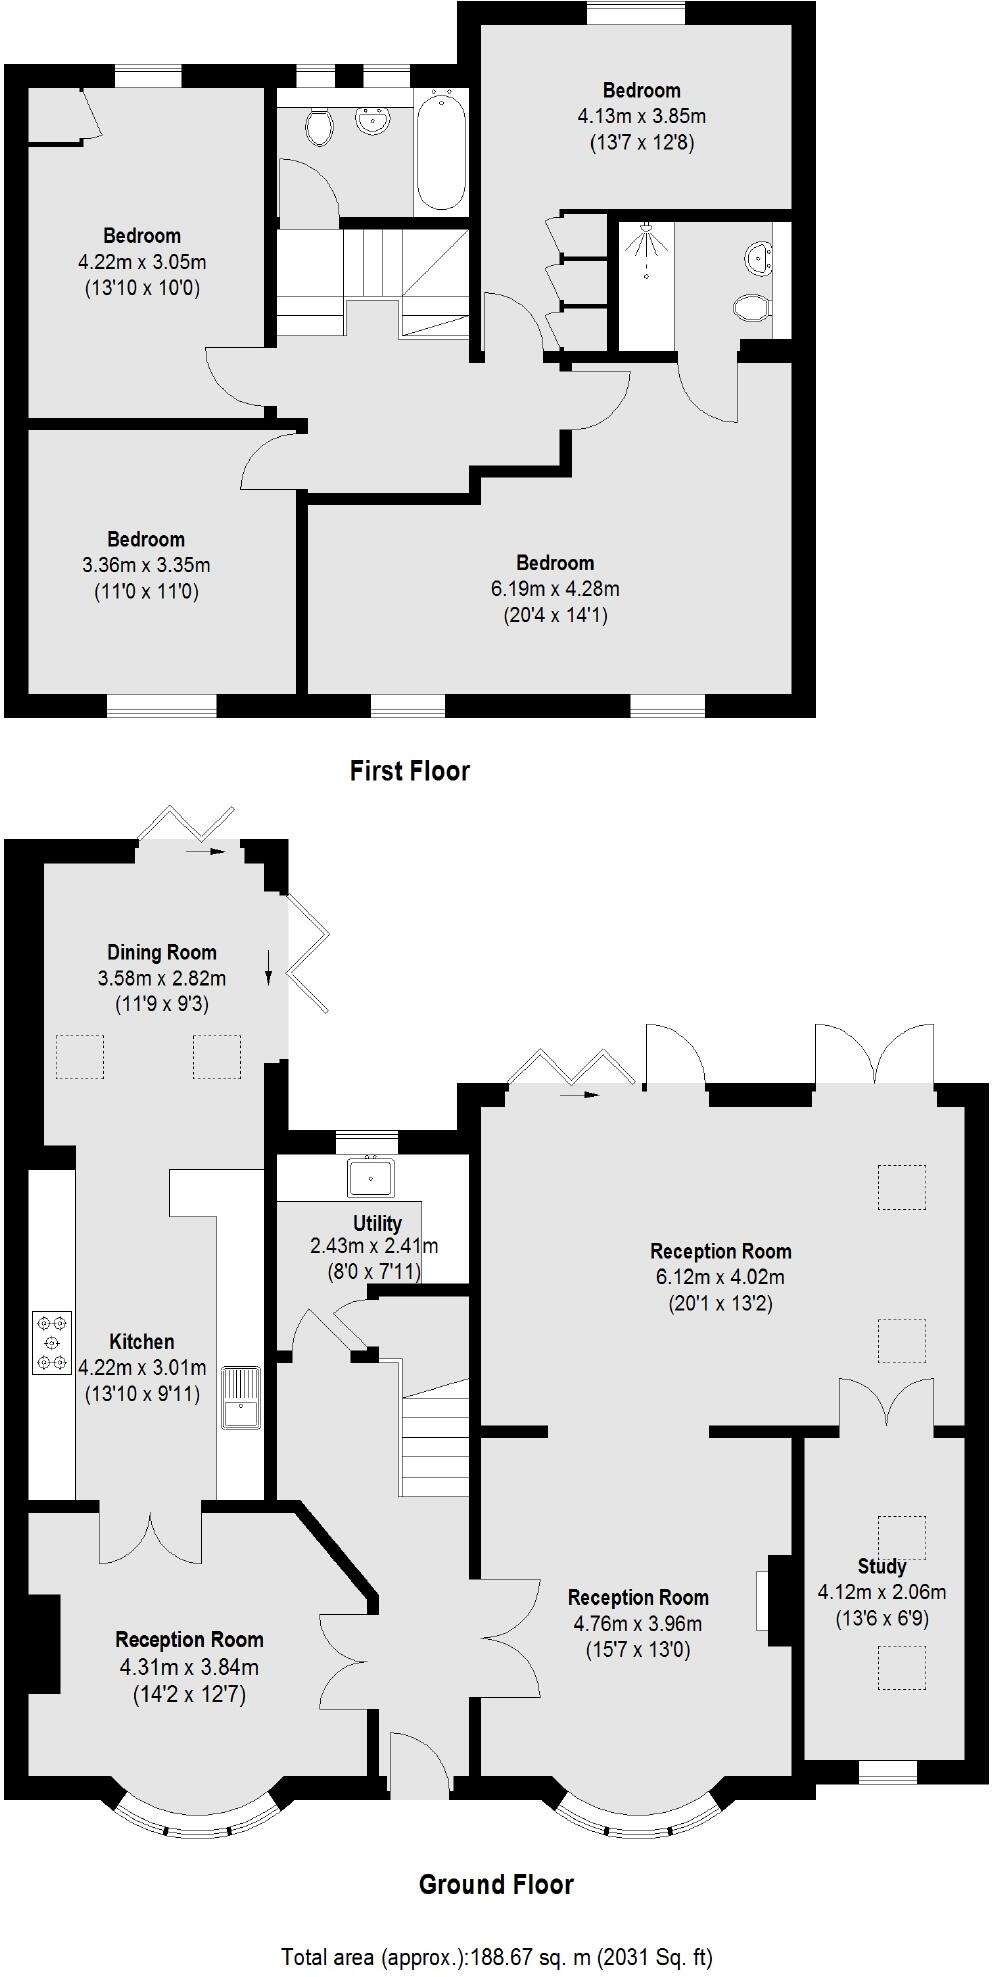 Bedroom
4.13m x 3.85m
(13'7 x 12'8)
Bedroom
4.22m x 3.05m
(13'10 x 10'0)
Bedroom
3.36m x 3.35m
(11'0 x 11'0)
Bedroom
6.19m x 4.28m
(20'4 x 14'1)
First Floor
Dining Room
3.58m x 2.82m
(11'9 x 9'3)
Utility
2.43m x 2.41m
(8'0 x 7'11)
Reception Room
6.12m x 4.02m
(20'1 x 13'2)
Kitchen
4.22m x 3.01m
(13'10 x 9'11)
Study
4.12m x 2.06m
(13'6 x 6'9)
Reception Room
4.76m x 3.96m
(15'7 x 13'0)
Reception Room
4.31m x 3.84m
(14'2 x 12'7)
Ground Floor
Total area (approx.):188.67 sq. m (2031 Sq. ft)